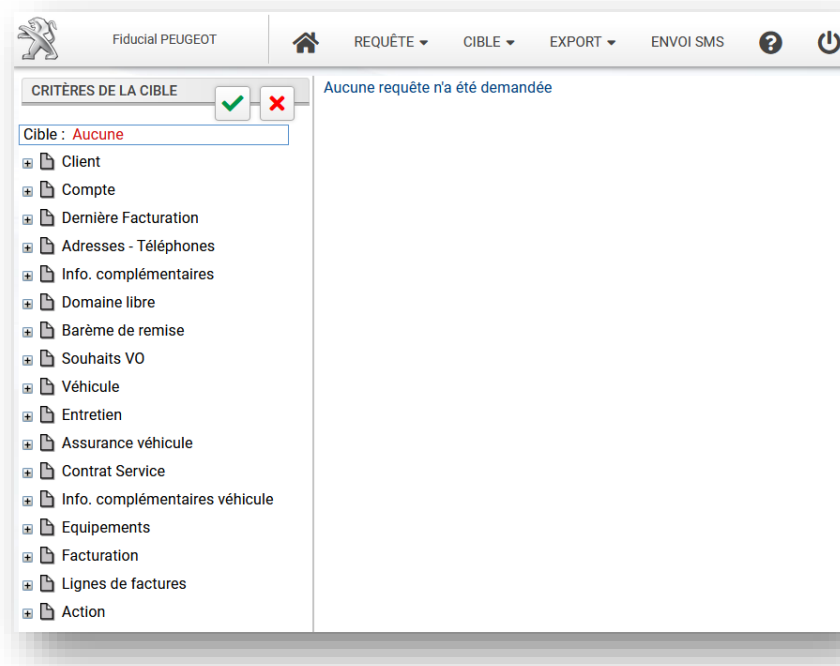 Fiducial PEUGEOT
REQUÊTE
CIBLE
EXPORT
ENVOI SMS
?
CRITÈRES DE LA CIBLE
Aucune requête n'a été demandée
Cible : Aucune
Client
Compte
Dernière Facturation
Adresses - Téléphones
Info. complémentaires
Domaine libre
Barème de remise
Souhaits VO
Véhicule
Entretien
Assurance véhicule
Contrat Service
Info. complémentaires véhicule
Equipements
Facturation
Lignes de factures
Action